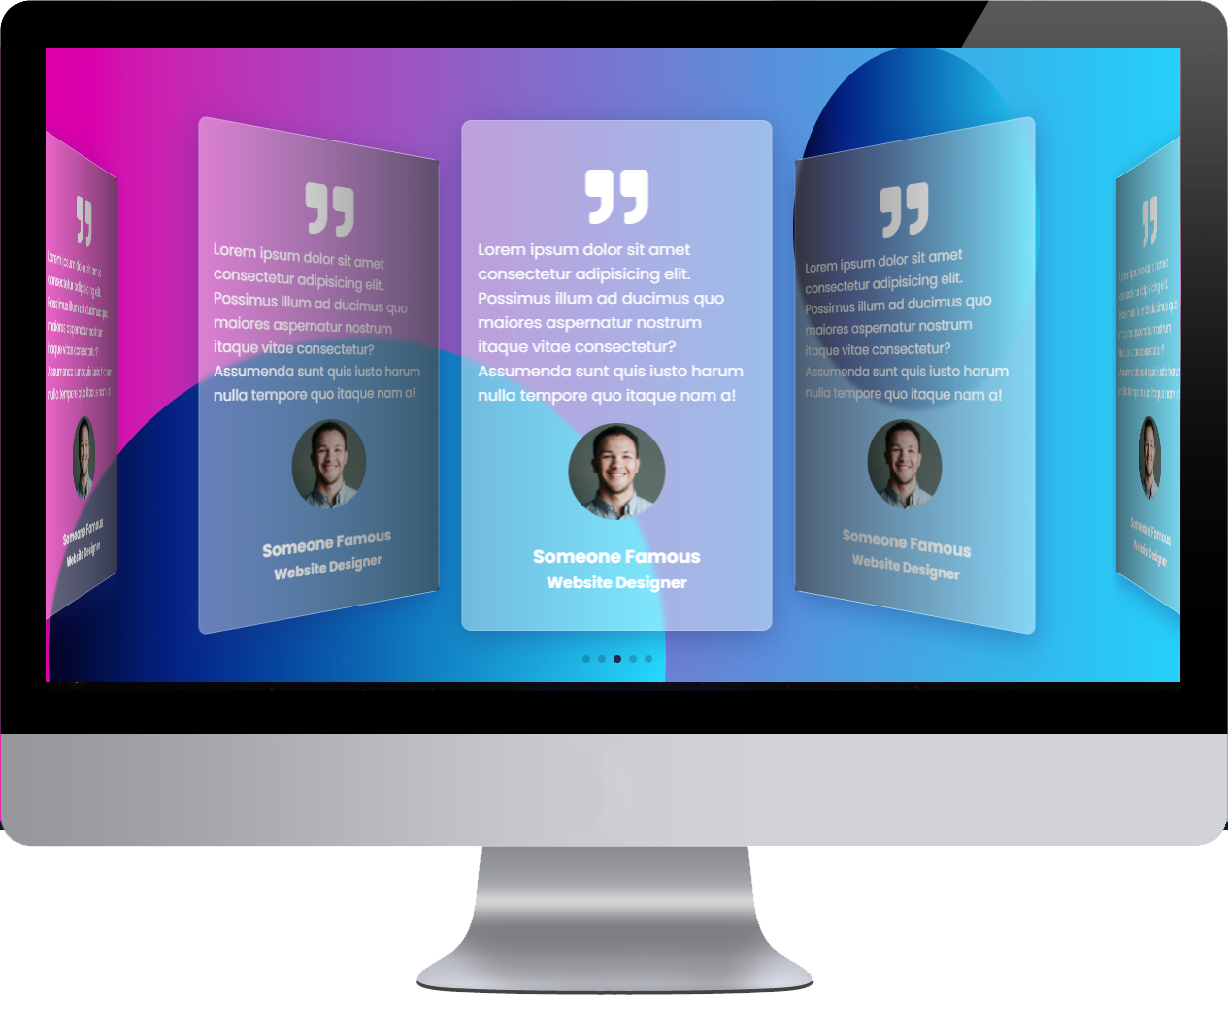 Lorem ipsum dolor sit amet
consectetur adipisicing elit.
Possimus illum ad ducimus quo
maiores aspernatur nostrum
itaque vitae consectetur?
Assumenda sunt quis iusto harum
nulla tempore quo itaque nam a!
Someone Famous
Website Designer
Lorem ipsum dolor sit amet
consectetur adipisicing elit.
Possimus illum ad ducimus quo
maiores aspernatur nostrum
itaque vitae consectetur?
Assumenda sunt quis iusto harum
nulla tempore quo itaque nam a!
Someone Famous
Website Designer
Lorem ipsum dolor sit amet
consectetur adipisicing elit.
Possimus illum ad ducimus quo
maiores aspernatur nostrum
itaque vitae consectetur?
Assumenda sunt quis iusto harum
nulla tempore quo itaque nam a!
Someone Famous
Website Designer
Lorem ipsum dolor sit amet
consectetur adipisicing elit.
Possimus illum ad ducimus quo
maiores aspernatur nostrum
itaque vitae consectetur?
Assumenda sunt quis iusto harum
nulla tempore quo itaque nam a!
Someone Famous
Website Designer
Lorem ipsum dolor sit amet
consectetur adipisicing elit.
Possimus illum ad ducimus quo
maiores aspernatur nostrum
itaque vitae consectetur?
Assumenda sunt quis iusto harum
nulla tempore quo itaque nam a!
Someone Famous
Website Designer